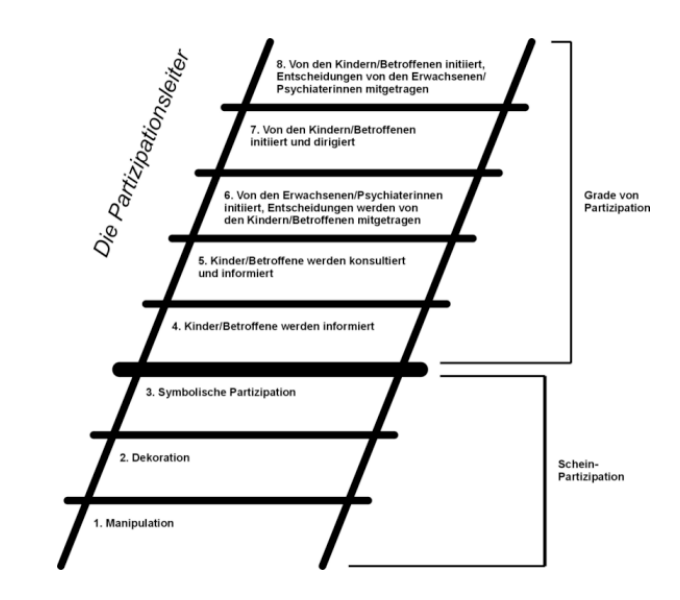 Die Partizipationsleiter
8. Von den Kindern/Betroffenen initiiert,
Entscheidungen von den Erwachsenen/
Psychiaterinnen mitgetragen
7. Von den Kindern/Betroffenen
initiiert und dirigiert
6. Von den Erwachsenen/Psychiaterinnen
initiiert, Entscheidungen werden von
den Kindern/Betroffenen mitgetragen
5. Kinder/Betroffene werden konsultiert
und informiert
4. Kinder/Betroffene werden informiert
3. Symbolische Partizipation
2. Dekoration
1. Manipulation
Grade von
Partizipation
Schein-
Partizipation